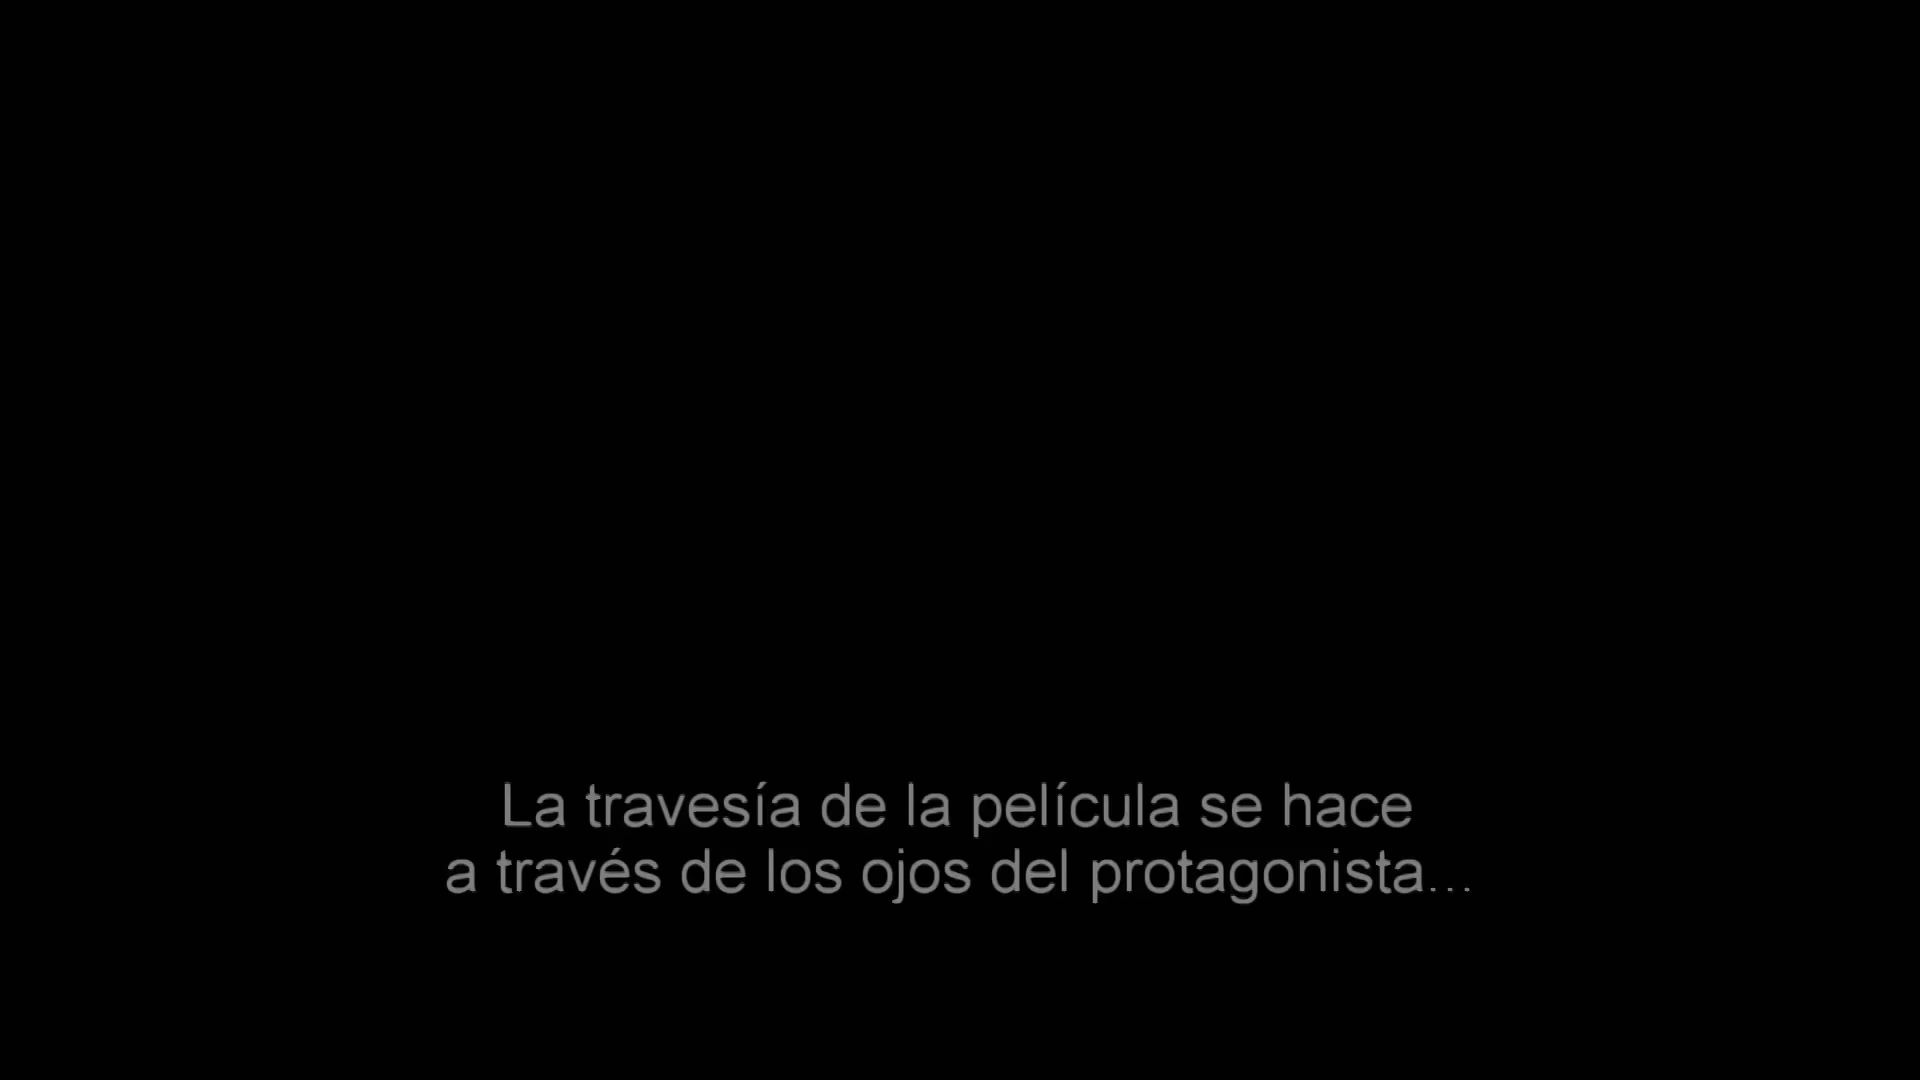 La travesía de la película se hace
a través de los ojos del protagonista...